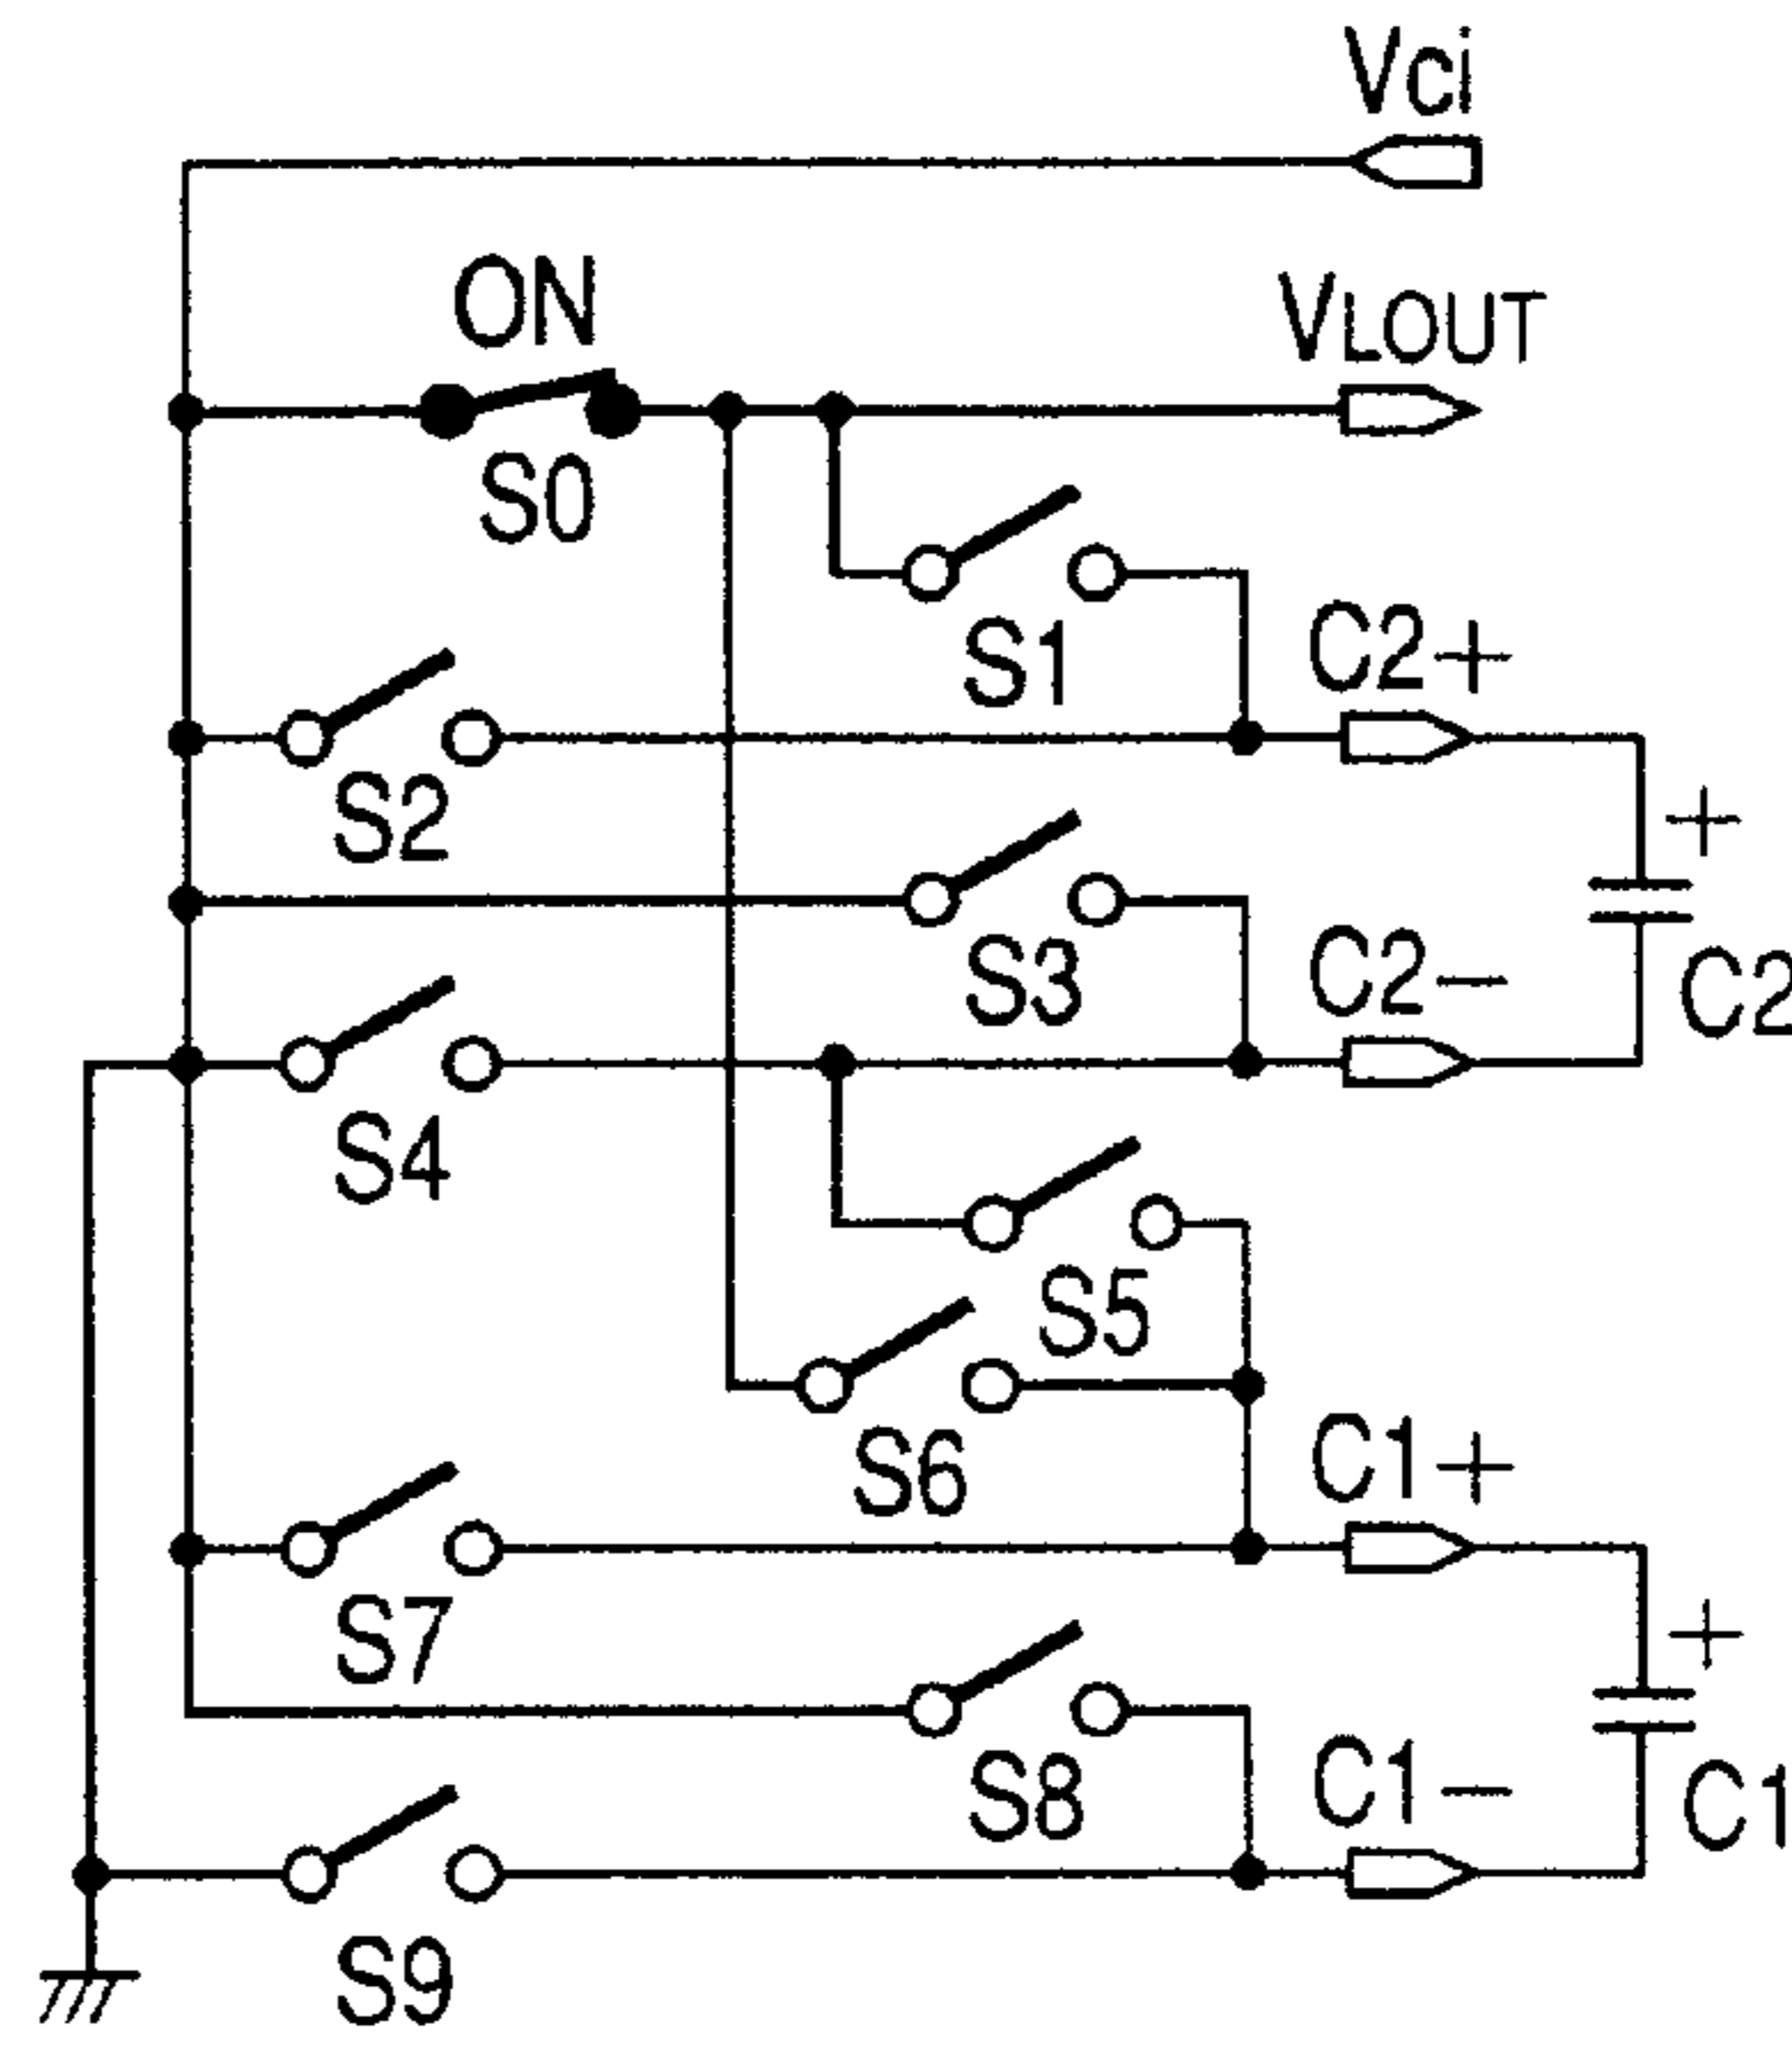 Vci
ON
VLOUT
S0
S1
C2+
S2
+
S3
C2-
C2
S4
S5
S6
C1+
S7
+
S8
C1-
C1
S9